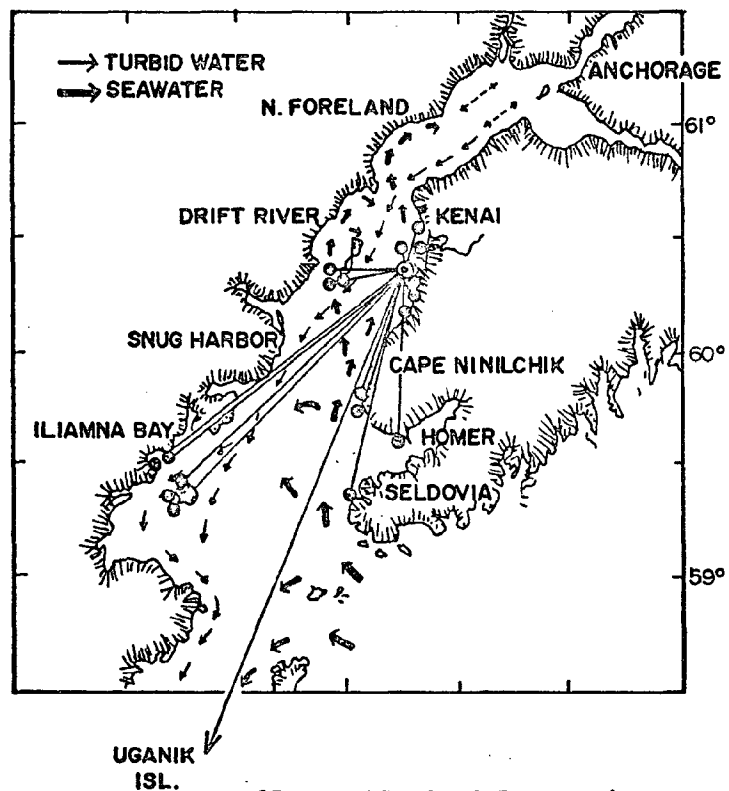 TURBID WATER
SEAWATER
ANCHORAGE
N. FORELAND
61°
DRIFT RIVER
KENAI
SNUG HARBOR
60°
CAPE NINILCHIK
ILIAMNA BAY
HOMER
SELDOVIA
59°
UGANIK
ISL.